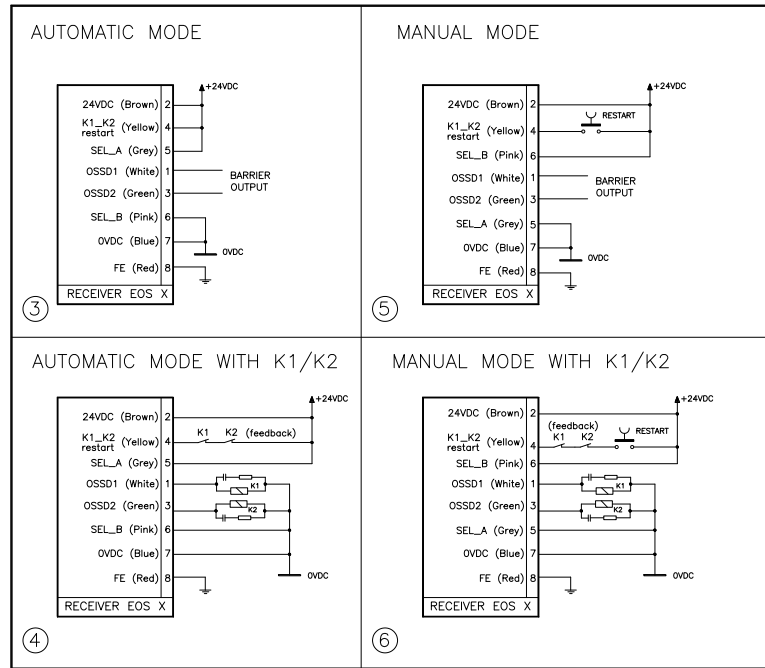 AUTOMATIC MODE
+24VDC
24VDC (Brown) 2
K1_K2 restart (Yellow) 4
SEL_A (Grey) 5
OSSD1 (White) 1
OSSD2 (Green) 3
BARRIER OUTPUT
SEL_B (Pink) 6
0VDC (Blue) 7
0VDC
FE (Red) 8
RECEIVER EOS X
3
MANUAL MODE
+24VDC
24VDC (Brown) 2
K1_K2 restart (Yellow) 4
RESTART
SEL_B (Pink) 6
OSSD1 (White) 1
OSSD2 (Green) 3
BARRIER OUTPUT
SEL_A (Grey) 5
0VDC (Blue) 7
0VDC
FE (Red) 8
RECEIVER EOS X
5
AUTOMATIC MODE WITH K1/K2
+24VDC
24VDC (Brown) 2
K1_K2 restart (Yellow) 4
K1 K2 (feedback)
SEL_A (Grey) 5
OSSD1 (White) 1
K1
OSSD2 (Green) 3
K2
SEL_B (Pink) 6
0VDC (Blue) 7
0VDC
FE (Red) 8
RECEIVER EOS X
4
MANUAL MODE WITH K1/K2
+24VDC
24VDC (Brown) 2
(feedback)
K1_K2 restart (Yellow) 4
K1 K2
RESTART
SEL_B (Pink) 6
OSSD1 (White) 1
K1
OSSD2 (Green) 3
K2
SEL_A (Grey) 5
0VDC (Blue) 7
0VDC
FE (Red) 8
RECEIVER EOS X
6